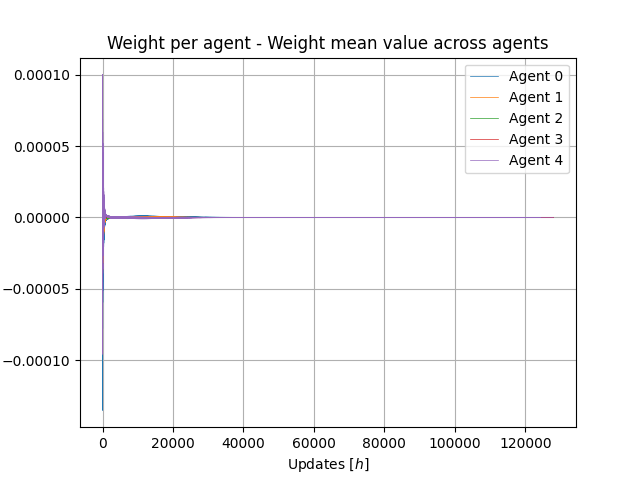 Weight per agent - Weight mean value across agents
0.00010
0.00005
0.00000
−0.00005
−0.00010
Agent 0
Agent 1
Agent 2
Agent 3
Agent 4
0 20000 40000 60000 80000 100000 120000
Updates [h]